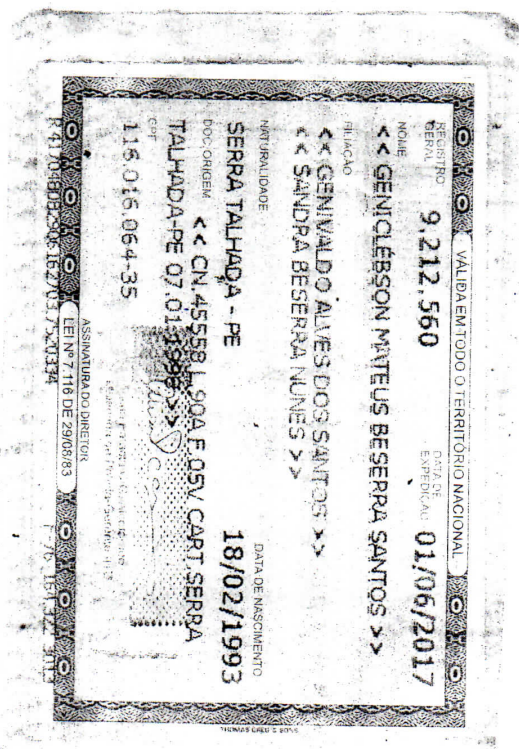 VÁLIDA EM TODO O TERRITÓRIO NACIONAL
REGISTRO GERAL 9.212.560 DATA DE EXPEDIÇÃO 01/06/2017
NOME
<< GENICLÉBSON MATEUS BESERRA SANTOS >>
FILIAÇÃO
<< GENIVALDO ALVES DOS SANTOS >>
<< SANDRA BESERRA NUNES >>
NATURALIDADE DATA DE NASCIMENTO
SERRA TALHADA - PE 18/02/1993
DOC.ORIGEM << CN.45558 L.90A F.05V CART.SERRA
TALHADA-PE 07.01.1998 >>
CPF
116.016.064-35
ASSINATURA DO DIRETOR
LEI Nº 7.116 DE 29/08/83